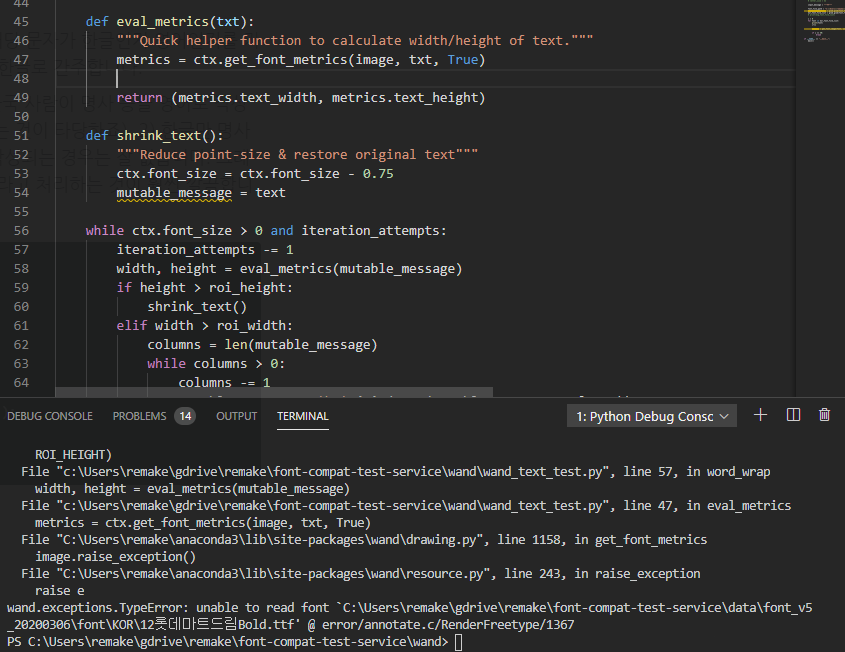 44
45 def eval_metrics(txt):
46 """Quick helper function to calculate width/height of text."""
47 metrics = ctx.get_font_metrics(image, txt, True)
48
49 return (metrics.text_width, metrics.text_height)
50
51 def shrink_text():
52 """Reduce point-size & restore original text"""
53 ctx.font_size = ctx.font_size - 0.75
54 mutable_message = text
55
56 while ctx.font_size > 0 and iteration_attempts:
57 iteration_attempts -= 1
58 width, height = eval_metrics(mutable_message)
59 if height > roi_height:
60 shrink_text()
61 elif width > roi_width:
62 columns = len(mutable_message)
63 while columns > 0:
64 columns -= 1
DEBUG CONSOLE PROBLEMS 14 OUTPUT TERMINAL 1: Python Debug Consc
ROI_HEIGHT)
File "c:\Users\remake\gdrive\remake\font-compat-test-service\wand\wand_text_test.py", line 57, in word_wrap
width, height = eval_metrics(mutable_message)
File "c:\Users\remake\gdrive\remake\font-compat-test-service\wand\wand_text_test.py", line 47, in eval_metrics
metrics = ctx.get_font_metrics(image, txt, True)
File "C:\Users\remake\anaconda3\lib\site-packages\wand\drawing.py", line 1158, in get_font_metrics
image.raise_exception()
File "C:\Users\remake\anaconda3\lib\site-packages\wand\resource.py", line 243, in raise_exception
raise e
wand.exceptions.TypeError: unable to read font `C:\Users\remake\gdrive\remake\font-compat-test-service\data\font_v5
_20200306\font\KOR\12롯데마트드림Bold.ttf' @ error/annotate.c/RenderFreetype/1367
PS C:\Users\remake\gdrive\remake\font-compat-test-service\wand>